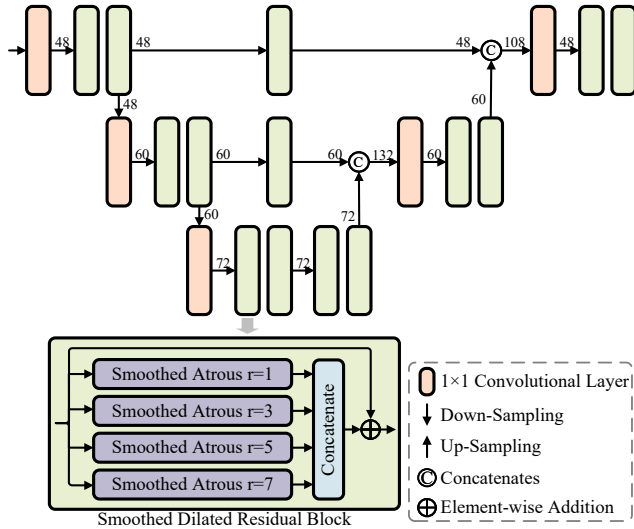 48 48 48 C 108 48
48 60
60 60 60 C 132 60
60 72
72 72
Smoothed Atrous r=1
Smoothed Atrous r=3
Smoothed Atrous r=5
Smoothed Atrous r=7
Concatenate
Smoothed Dilated Residual Block
1×1 Convolutional Layer
Down-Sampling
Up-Sampling
C Concatenates
Element-wise Addition